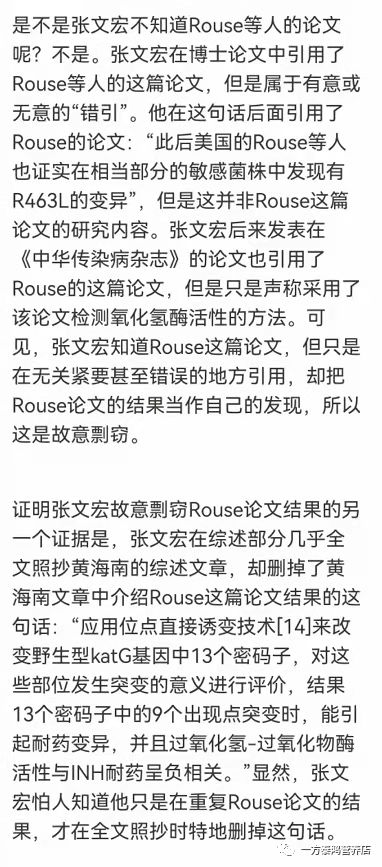 是不是张文宏不知道Rouse等人的论文
呢？不是。张文宏在博士论文中引用了
Rouse等人的这篇论文，但是属于有意或
无意的“错引”。他在这句话后面引用了
Rouse的论文：“此后美国的Rouse等人
也证实在相当部分的敏感菌株中发现有
R463L的变异”，但是这并非Rouse这篇
论文的研究内容。张文宏后来发表在
《中华传染病杂志》的论文也引用了
Rouse的这篇论文，但是只是声称采用了
该论文检测氧化氢酶活性的方法。可
见，张文宏知道Rouse这篇论文，但只是
在无关紧要甚至错误的地方引用，却把
Rouse论文的结果当作自己的发现，所以
这是故意剽窃。
证明张文宏故意剽窃Rouse论文结果的另
一个证据是，张文宏在综述部分几乎全
文照抄黄海南的综述文章，却删掉了黄
海南文章中介绍Rouse这篇论文结果的这
句话：“应用位点直接诱变技术[14]来改
变野生型katG基因中13个密码子，对这
些部位发生突变的意义进行评价，结果
13个密码子中的9个出现点突变时，能引
起耐药变异，并且过氧化氢-过氧化物酶
活性与INH耐药呈负相关。”显然，张文
宏怕人知道他只是在重复Rouse论文的结
果，才在全文照抄时特地删掉这句话。
一方泰鸿营养店